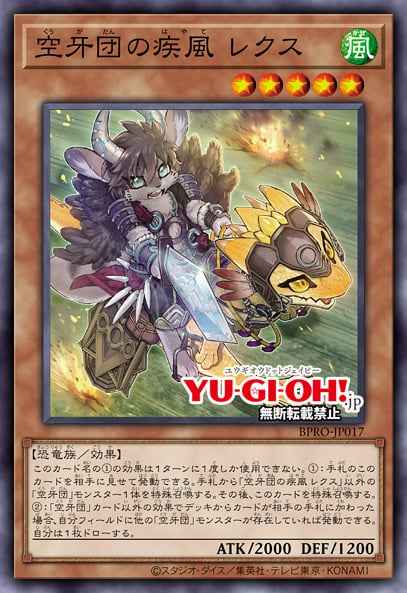 くうがだん はやて
空牙団の疾風 レクス
風
ユウギオウドットジェイピー
YU-GI-OH!.jp
無断転載禁止
BPRO-JP017
【恐竜族／効果】
このカード名の①の効果は1ターンに1度しか使用できない。①：手札のこの
カードを相手に見せて発動できる。手札から「空牙団の疾風 レクス」以外の
「空牙団」モンスター1体を特殊召喚する。その後、このカードを特殊召喚する。
②：「空牙団」カード以外の効果でデッキからカードが相手の手札に加わった
場合、自分フィールドに他の「空牙団」モンスターが存在していれば発動できる。
自分は1枚ドローする。
ATK/2000 DEF/1200
©スタジオ・ダイス／集英社・テレビ東京・KONAMI